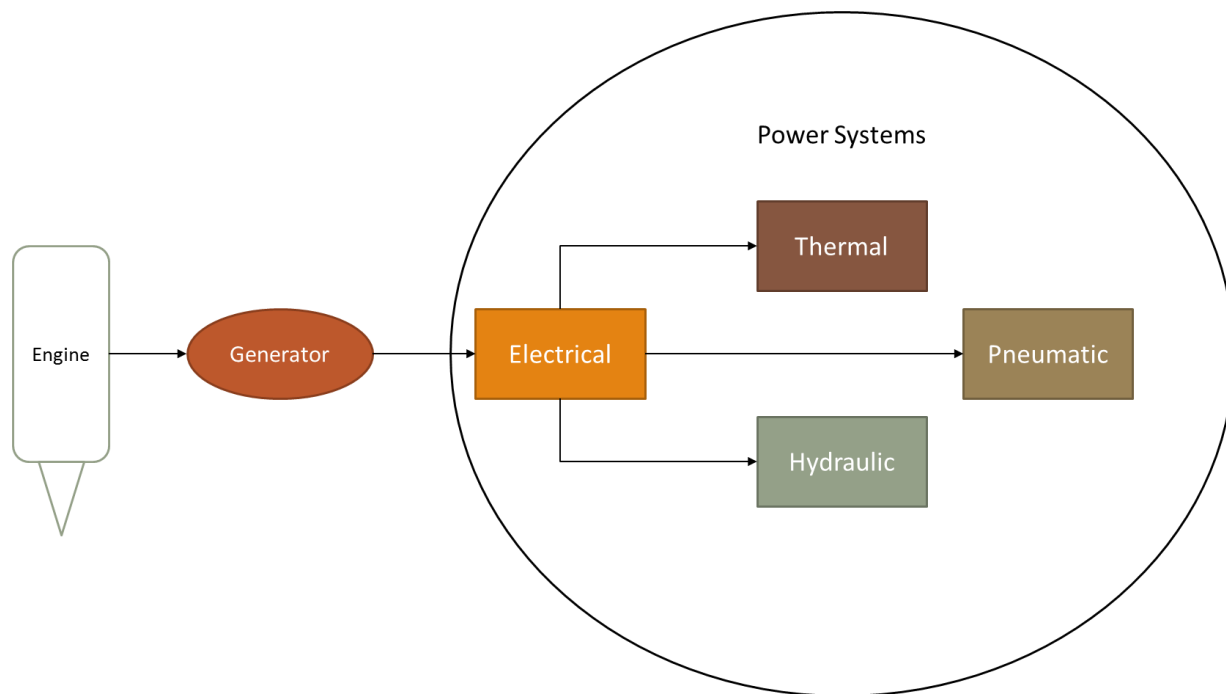 Power Systems
Thermal
Engine
Generator
Electrical
Pneumatic
Hydraulic